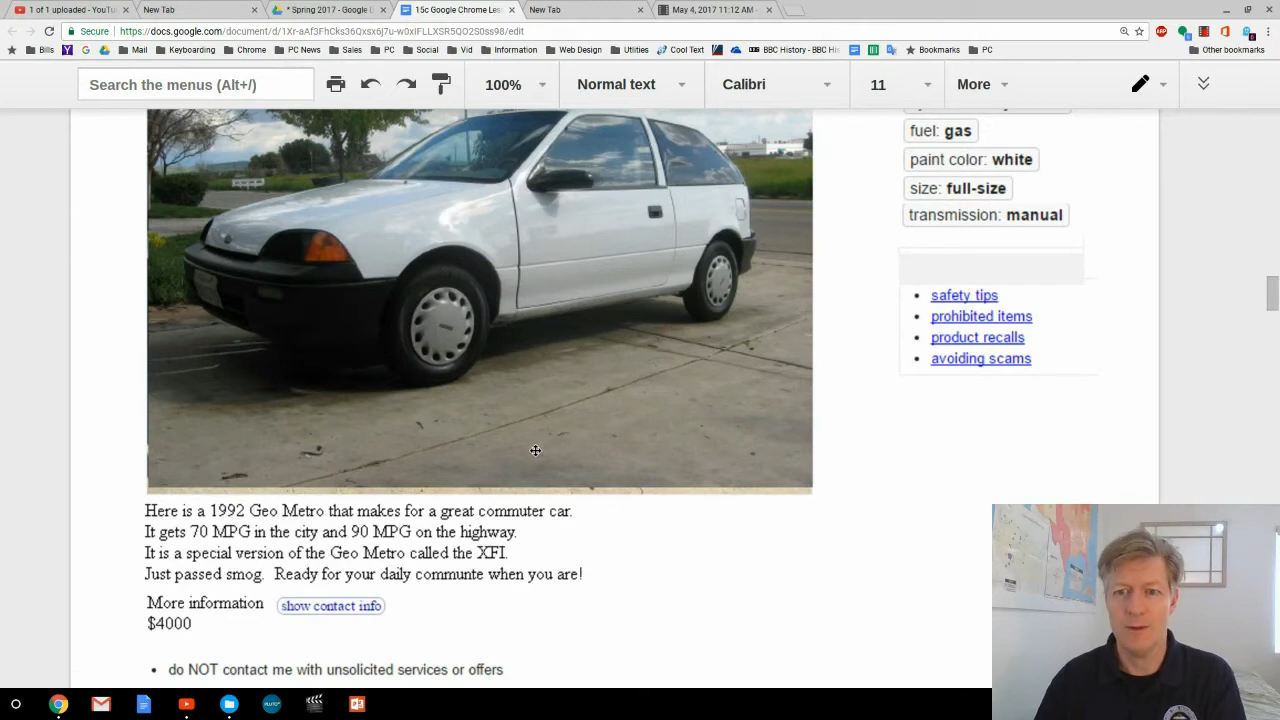 1 of 1 uploaded - YouTu
New Tab
* Spring 2017 - Google D
15c Google Chrome Les
New Tab
May 4, 2017 11:12 AM -
Secure
https://docs.google.com/document/d/1Xr-aAf3FhCks36Qxsx6j7u-w0xIFLLXSR5QO2S0ss98/edit
Bills
Mail
Keyboarding
Chrome
PC News
Sales
PC
Social
Vid
Information
Web Design
Utilities
Cool Text
BBC History - BBC His
Bookmarks
PC
Other bookmarks
Search the menus (Alt+/)
100%
Normal text
Calibri
11
More
fuel: gas
paint color: white
size: full-size
transmission: manual
safety tips
prohibited items
product recalls
avoiding scams
Here is a 1992 Geo Metro that makes for a great commuter car.
It gets 70 MPG in the city and 90 MPG on the highway.
It is a special version of the Geo Metro called the XFI.
Just passed smog. Ready for your daily communte when you are!
More information
show contact info
$4000
do NOT contact me with unsolicited services or offers